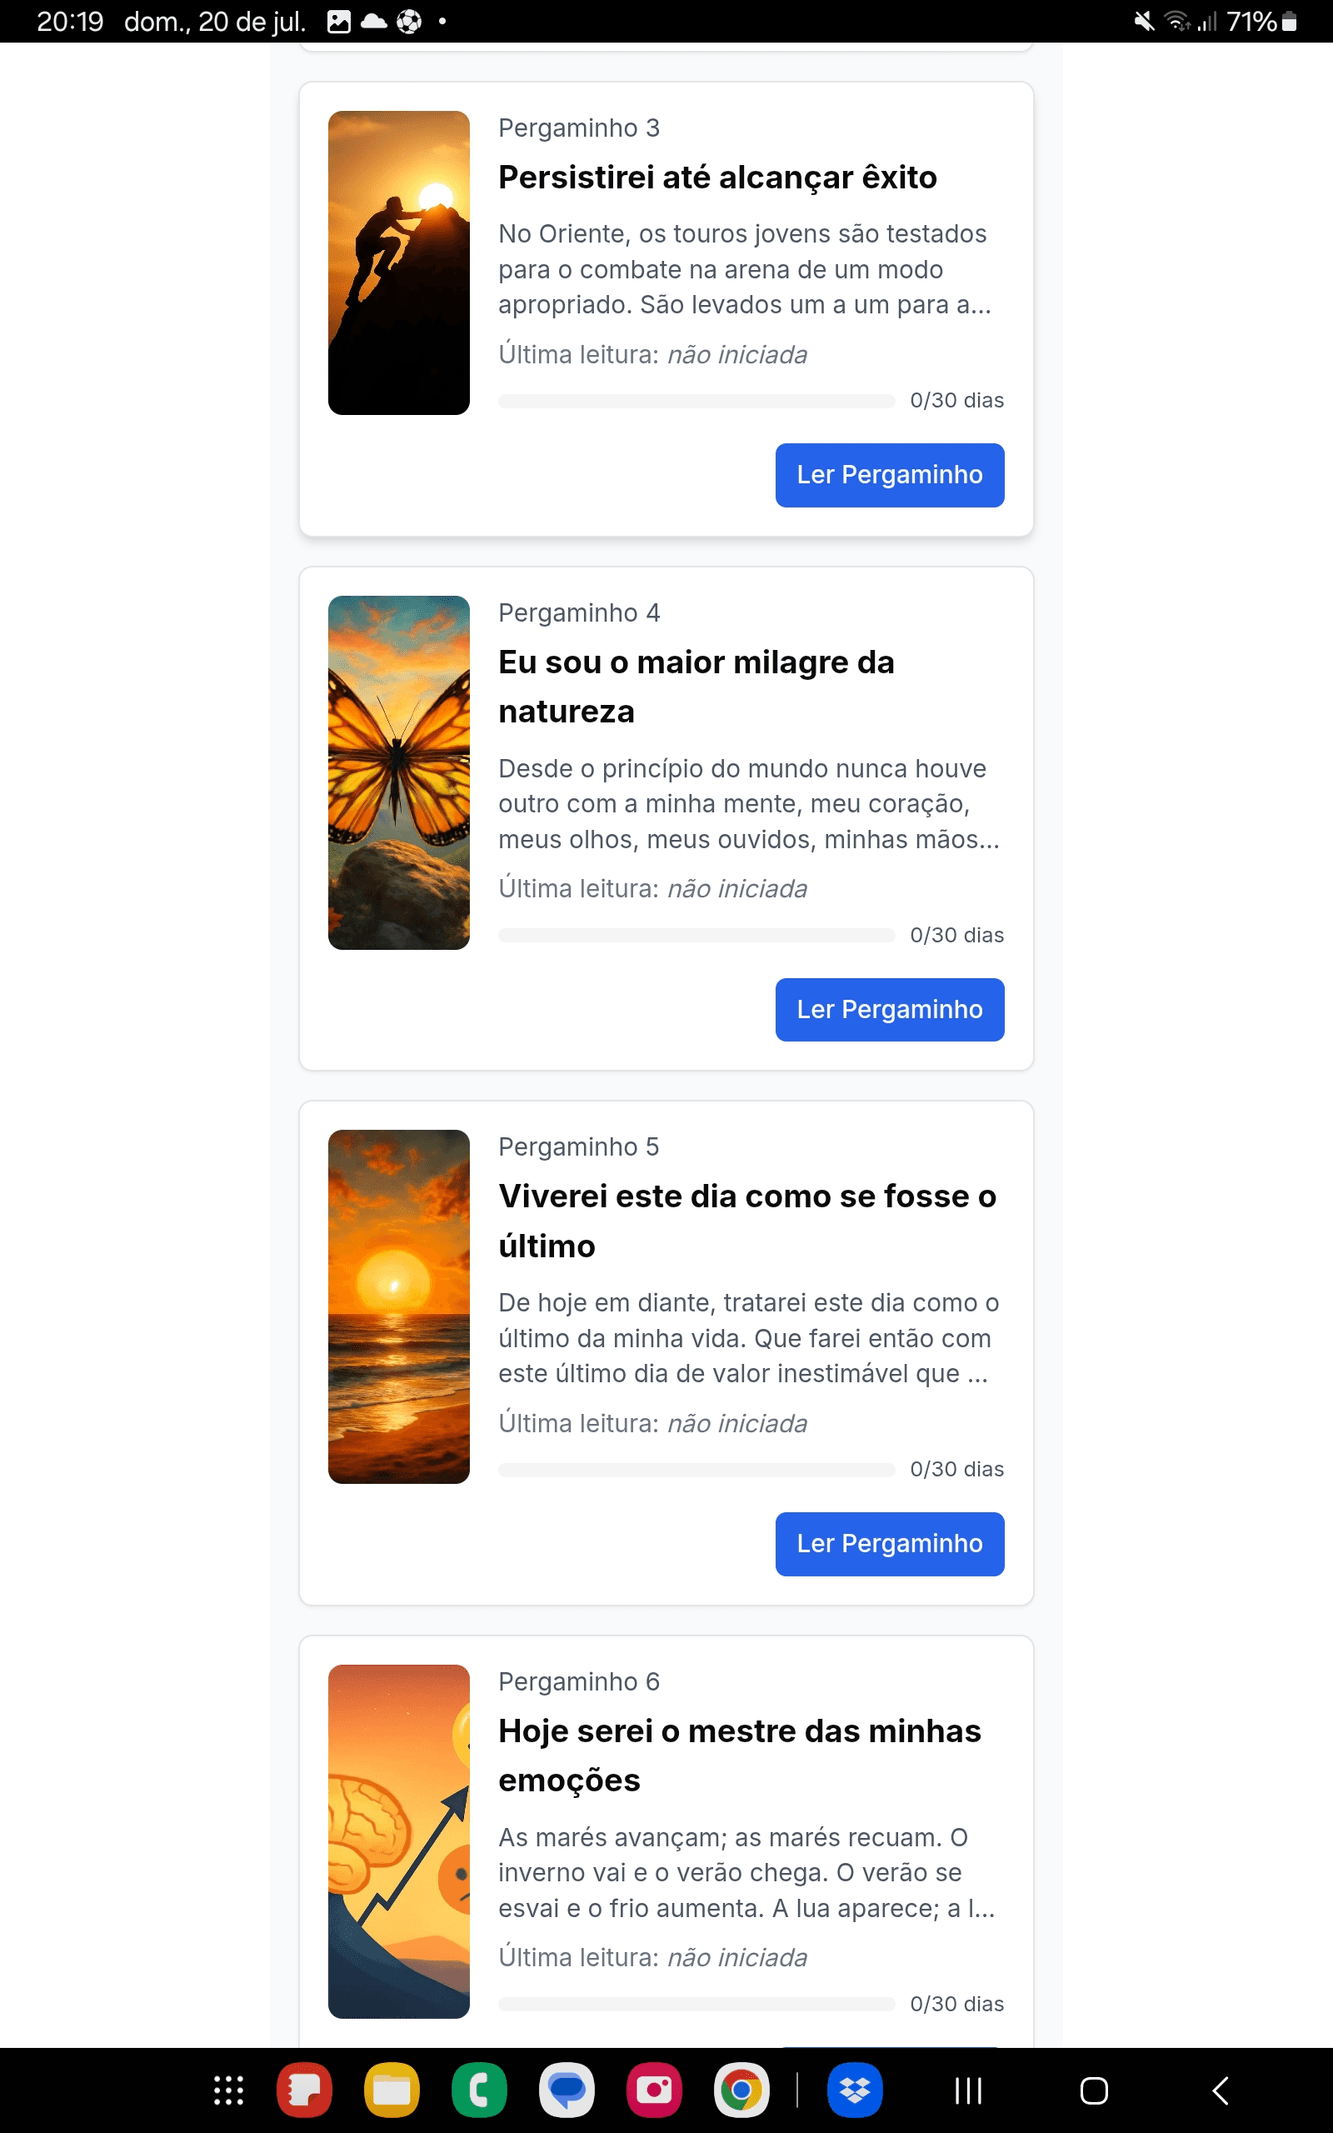 20:19 dom., 20 de jul.
71%
Pergaminho 3
Persistirei até alcançar êxito
No Oriente, os touros jovens são testados
para o combate na arena de um modo
apropriado. São levados um a um para a...
Última leitura: não iniciada
0/30 dias
Ler Pergaminho
Pergaminho 4
Eu sou o maior milagre da
natureza
Desde o princípio do mundo nunca houve
outro com a minha mente, meu coração,
meus olhos, meus ouvidos, minhas mãos...
Última leitura: não iniciada
0/30 dias
Ler Pergaminho
Pergaminho 5
Viverei este dia como se fosse o
último
De hoje em diante, tratarei este dia como o
último da minha vida. Que farei então com
este último dia de valor inestimável que ...
Última leitura: não iniciada
0/30 dias
Ler Pergaminho
Pergaminho 6
Hoje serei o mestre das minhas
emoções
As marés avançam; as marés recuam. O
inverno vai e o verão chega. O verão se
esvai e o frio aumenta. A lua aparece; a l...
Última leitura: não iniciada
0/30 dias